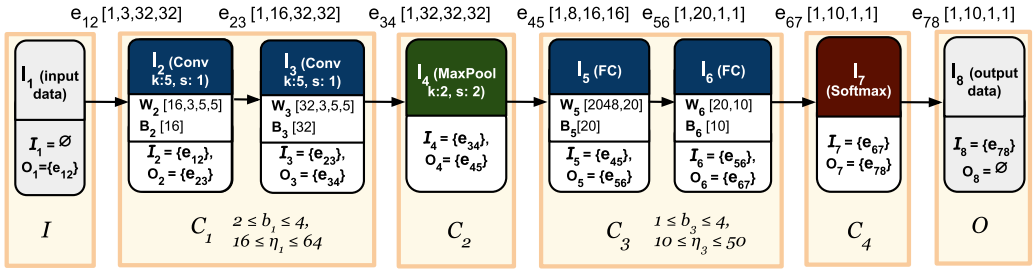 e12 [1,3,32,32] e23 [1,16,32,32] e34 [1,32,32,32] e45 [1,8,16,16] e56 [1,20,1,1] e67 [1,10,1,1] e78 [1,10,1,1]
I1 (input
data)
I1 = ∅
O1={e12}
I
I2 (Conv
k:5, s: 1)
W2 [16,3,5,5]
B2 [16]
I2 = {e12},
O2 = {e23}
I3 (Conv
k:5, s: 1)
W3 [32,3,5,5]
B3 [32]
I3 = {e23},
O3 = {e34}
C1
2 ≤ b1 ≤ 4,
16 ≤ η1 ≤ 64
I4 (MaxPool
k:2, s: 2)
I4 = {e34}
O4= {e45}
C2
I5 (FC)
W5 [2048,20]
B5[20]
I5 = {e45},
O5 = {e56}
I6 (FC)
W6 [20,10]
B6 [10]
I6 = {e56},
O6 = {e67}
C3
1 ≤ b3 ≤ 4,
10 ≤ η3 ≤ 50
I7
(Softmax)
I7 = {e67}
O7 = {e78}
C4
I8 (output
data)
I8 = {e78}
O8 = ∅
O